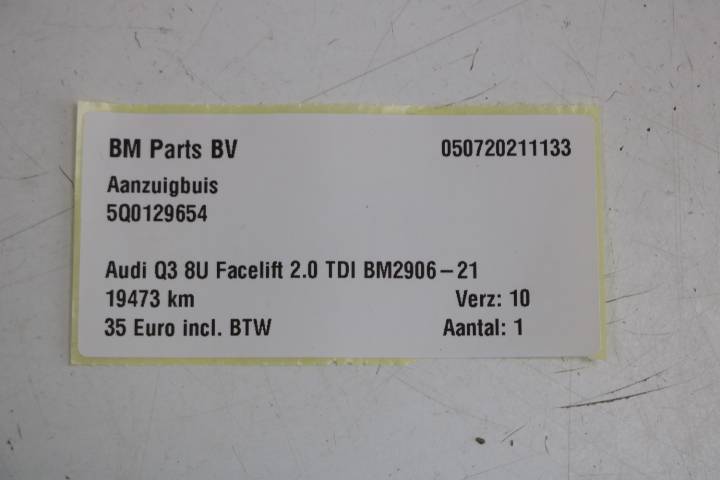 BM Parts BV 050720211133
Aanzuigbuis
5Q0129654
Audi Q3 8U Facelift 2.0 TDI BM2906-21
19473 km Verz: 10
35 Euro incl. BTW Aantal: 1